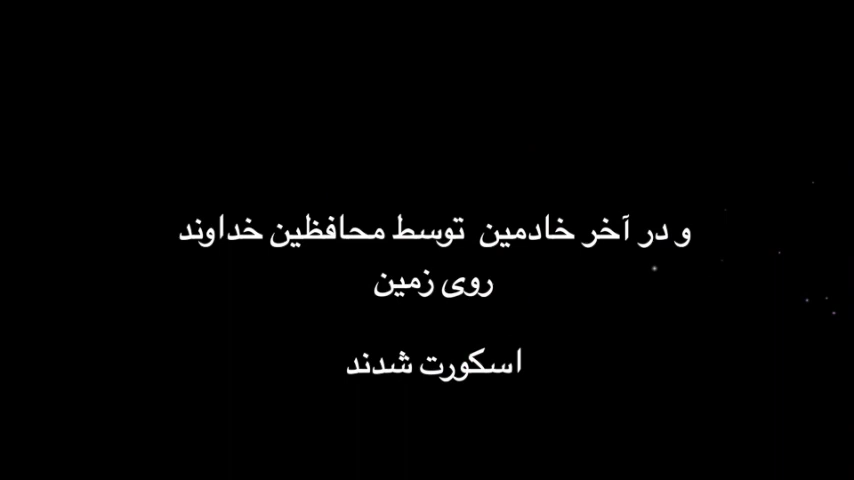 و در آخر خادمین توسط محافظین خداوند
روی زمین
اسکورت شدند